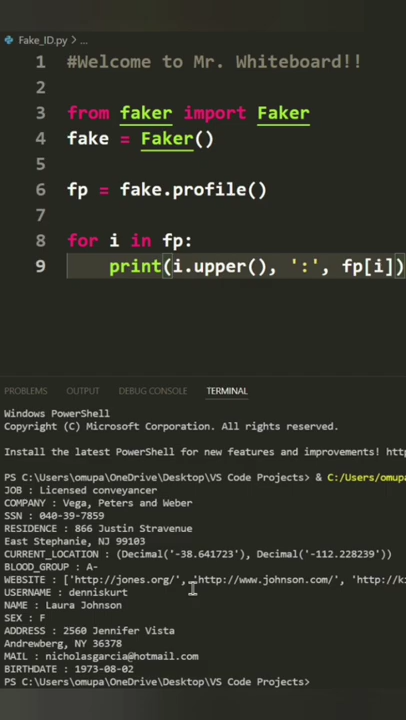 Fake_ID.py > ...
1 #Welcome to Mr. Whiteboard!!
2
3 from faker import Faker
4 fake = Faker()
5
6 fp = fake.profile()
7
8 for i in fp:
9 print(i.upper(), ':', fp[i])
PROBLEMS OUTPUT DEBUG CONSOLE TERMINAL
Windows PowerShell
Copyright (C) Microsoft Corporation. All rights reserved.
Install the latest PowerShell for new features and improvements!
PS C:\Users\omupa\OneDrive\Desktop\VS Code Projects> & C:/Users/omupa
JOB : Licensed conveyancer
COMPANY : Vega, Peters and Weber
SSN : 040-39-7859
RESIDENCE : 866 Justin Stravenue
East Stephanie, NJ 99103
CURRENT_LOCATION : (Decimal('-38.641723'), Decimal('-112.228239'))
BLOOD_GROUP : A-
WEBSITE : ['http://jones.org/', 'http://www.johnson.com/', 'http://k
USERNAME : denniskurt
NAME : Laura Johnson
SEX : F
ADDRESS : 2560 Jennifer Vista
Andrewberg, NY 36378
MAIL : nicholasgarcia@hotmail.com
BIRTHDATE : 1973-08-02
PS C:\Users\omupa\OneDrive\Desktop\VS Code Projects>